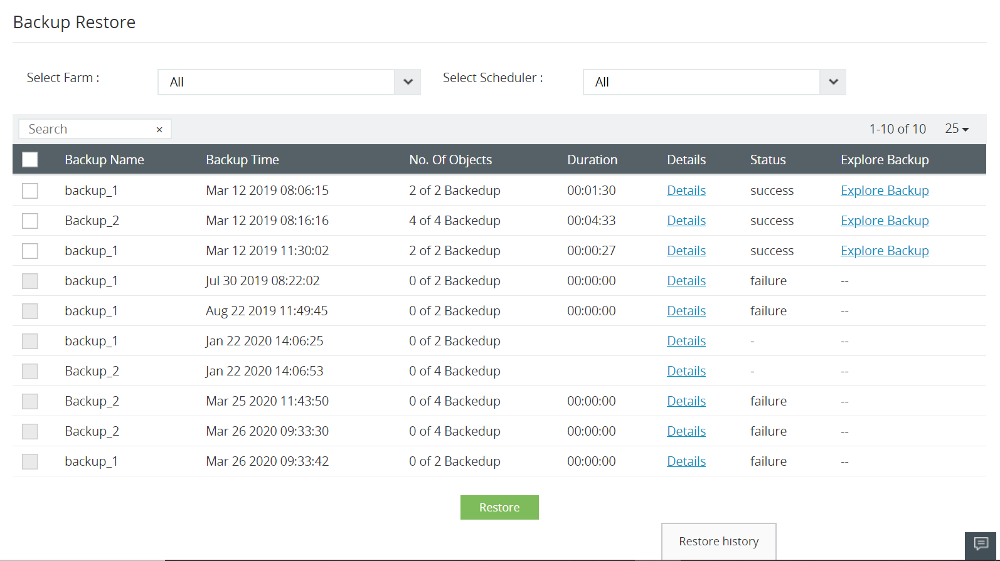 Backup Restore
Select Farm : All Select Scheduler : All
Search × 1-10 of 10 25
Backup Name Backup Time No. Of Objects Duration Details Status Explore Backup
backup_1 Mar 12 2019 08:06:15 2 of 2 Backedup 00:01:30 Details success Explore Backup
Backup_2 Mar 12 2019 08:16:16 4 of 4 Backedup 00:04:33 Details success Explore Backup
backup_1 Mar 12 2019 11:30:02 2 of 2 Backedup 00:00:27 Details success Explore Backup
backup_1 Jul 30 2019 08:22:02 0 of 2 Backedup 00:00:00 Details failure --
backup_1 Aug 22 2019 11:49:45 0 of 2 Backedup 00:00:00 Details failure --
backup_1 Jan 22 2020 14:06:25 0 of 2 Backedup Details - --
Backup_2 Jan 22 2020 14:06:53 0 of 4 Backedup Details - --
Backup_2 Mar 25 2020 11:43:50 0 of 4 Backedup 00:00:00 Details failure --
Backup_2 Mar 26 2020 09:33:30 0 of 4 Backedup 00:00:00 Details failure --
backup_1 Mar 26 2020 09:33:42 0 of 2 Backedup 00:00:00 Details failure --
Restore
Restore history